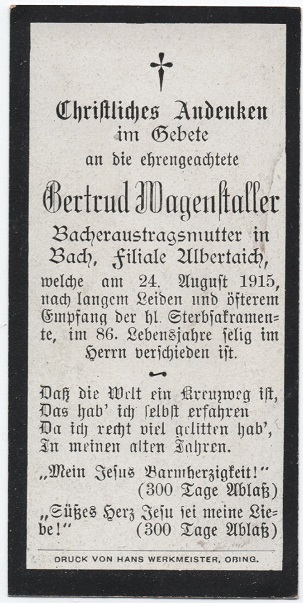 Christliches Andenken
im Gebete
an die ehrengeachtete
Gertrud Wagenstaller
Bacheraustragsmutter in
Bach, Filiale Albertaich,
welche am 24. August 1915,
nach langem Leiden und öfterem
Empfang der hl. Sterbsakramen-
te, im 86. Lebensjahre selig im
Herrn verschieden ist.
Daß die Welt ein Kreuzweg ist,
Das hab' ich selbst erfahren
Da ich recht viel gelitten hab',
In meinen alten Jahren.
„Mein Jesus Barmherzigkeit!"
(300 Tage Ablaß)
„Süßes Herz Jesu sei meine Lie-
be!" (300 Tage Ablaß)
DRUCK VON HANS WERKMEISTER, OBING.